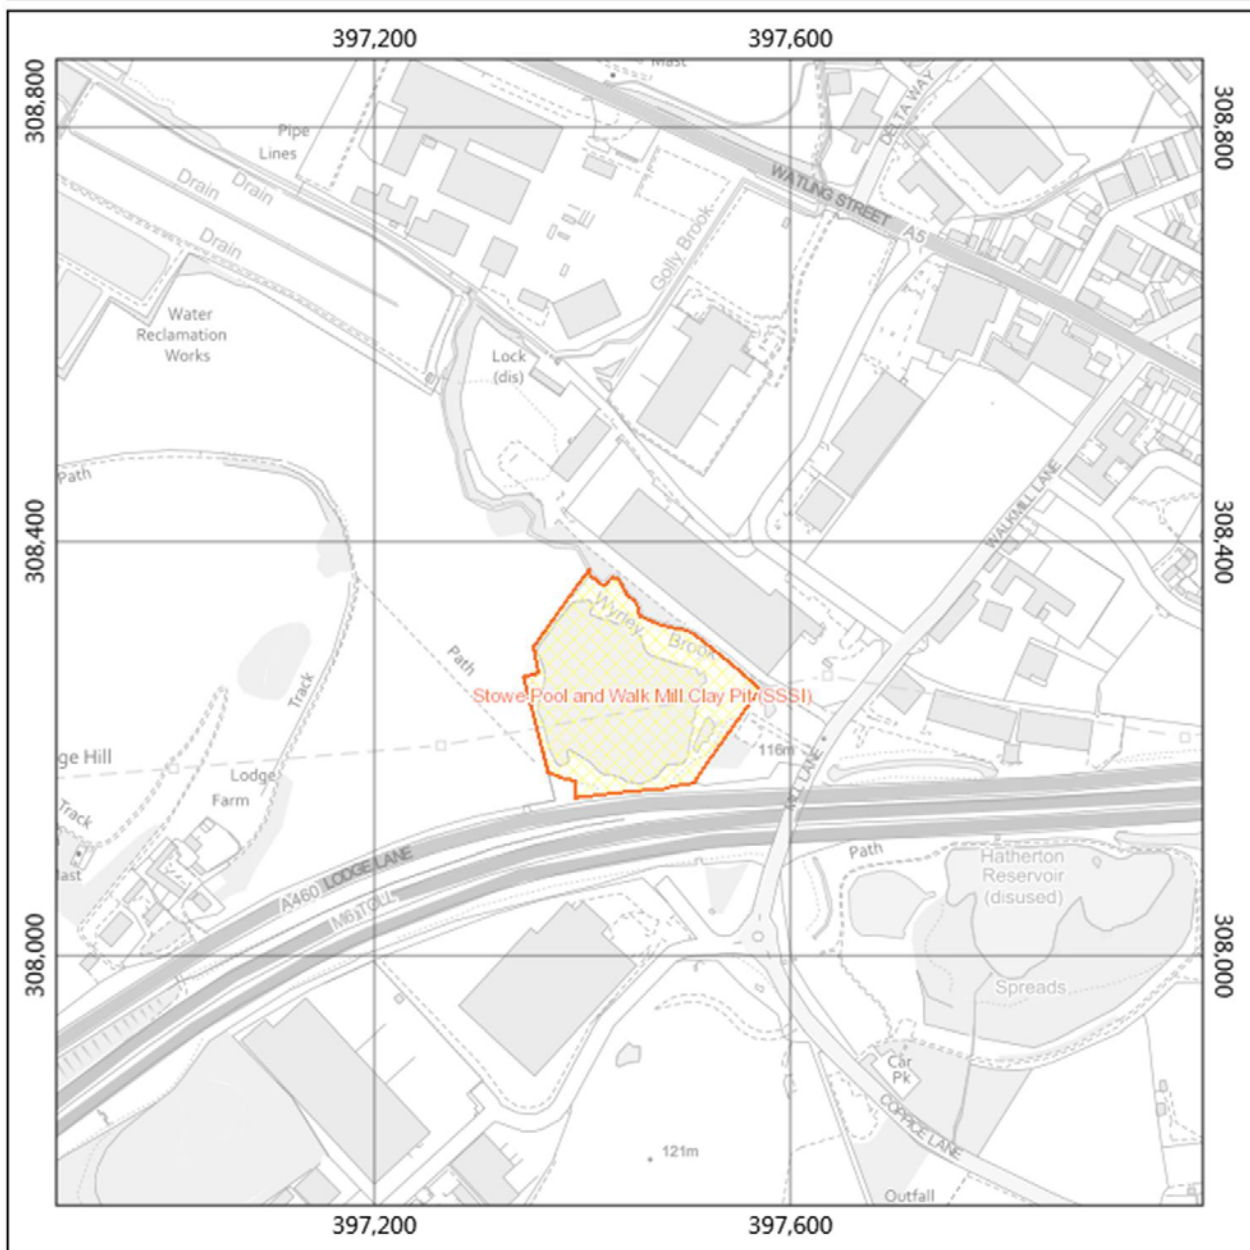 397,200
397,600
308,800
308,800
Mast
Pipe
Lines
DELTA WAY
Drain
Drain
WATLING STREET
A5
Drain
Golly Brook
Water
Reclamation
Works
Lock
(dis)
Path
WALKMILL LANE
308,400
308,400
Wyrley Brook
Path
Track
Stowe Pool and Walk Mill Clay Pit (SSSI)
116m
ge Hill
Lodge
Farm
MILL LANE
Track
ast
A460 LODGE LANE
M6 TOLL
Path
Hatherton
Reservoir
(disused)
308,000
308,000
Spreads
Car
Pk
COPPICE LANE
121m
Outfall
397,200
397,600